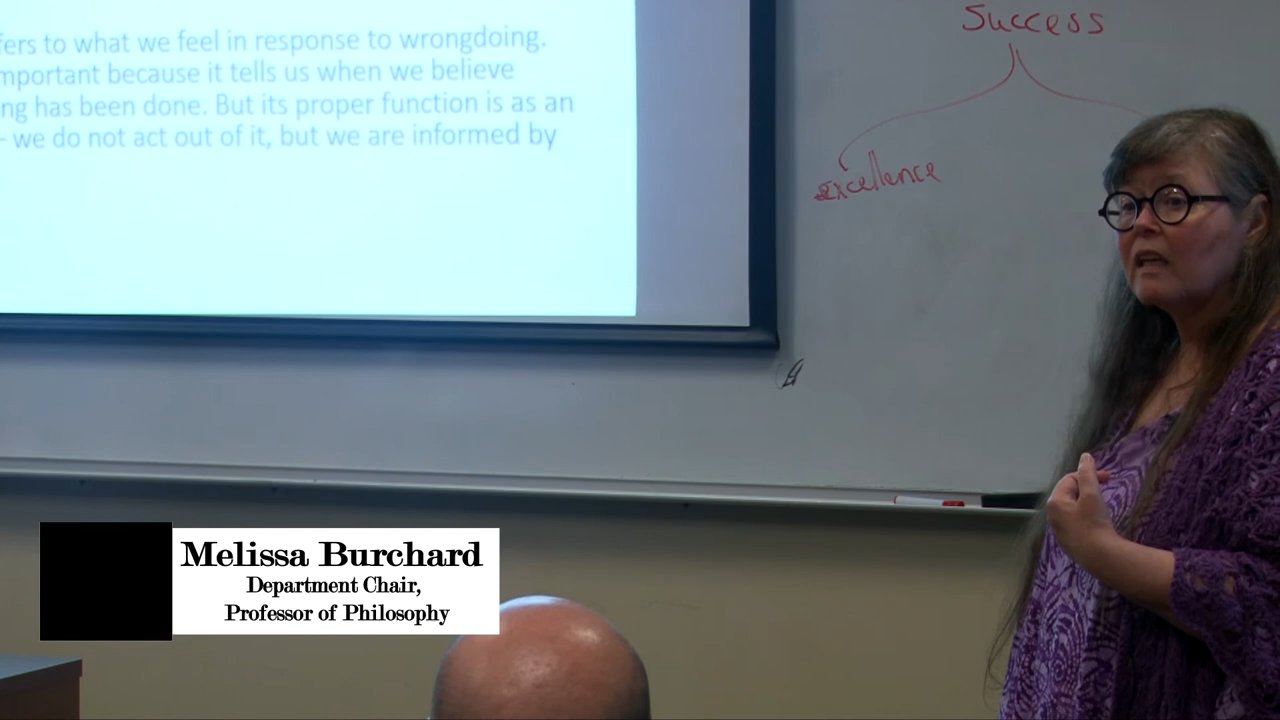 fers to what we feel in response to wrongdoing.
mportant because it tells us when we believe
ng has been done. But its proper function is as an
- we do not act out of it, but we are informed by
Success
excellence
Melissa Burchard
Department Chair,
Professor of Philosophy